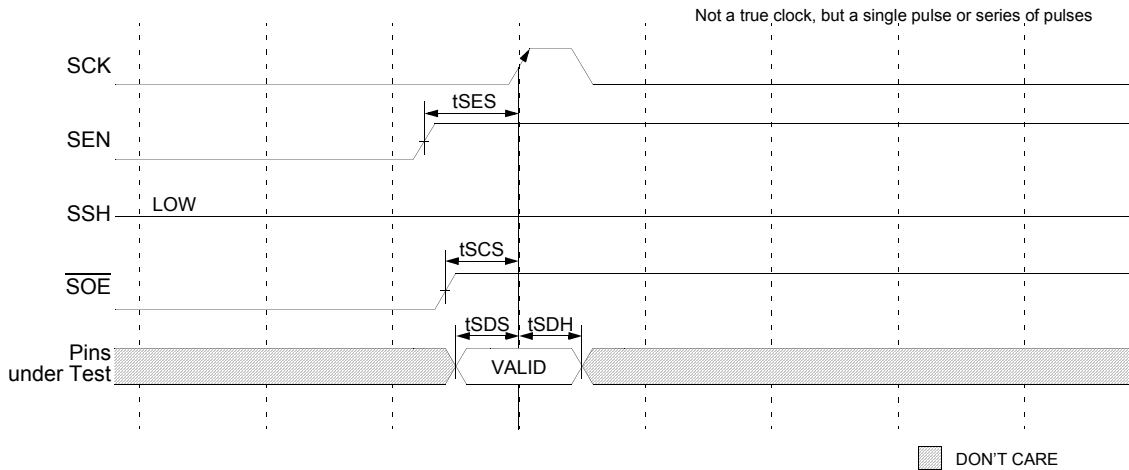 Not a true clock, but a single pulse or series of pulses
SCK
tSES
SEN
SSH
LOW
tSCS
SOE
tSDS
tSDH
Pins
under Test
VALID
DON'T CARE